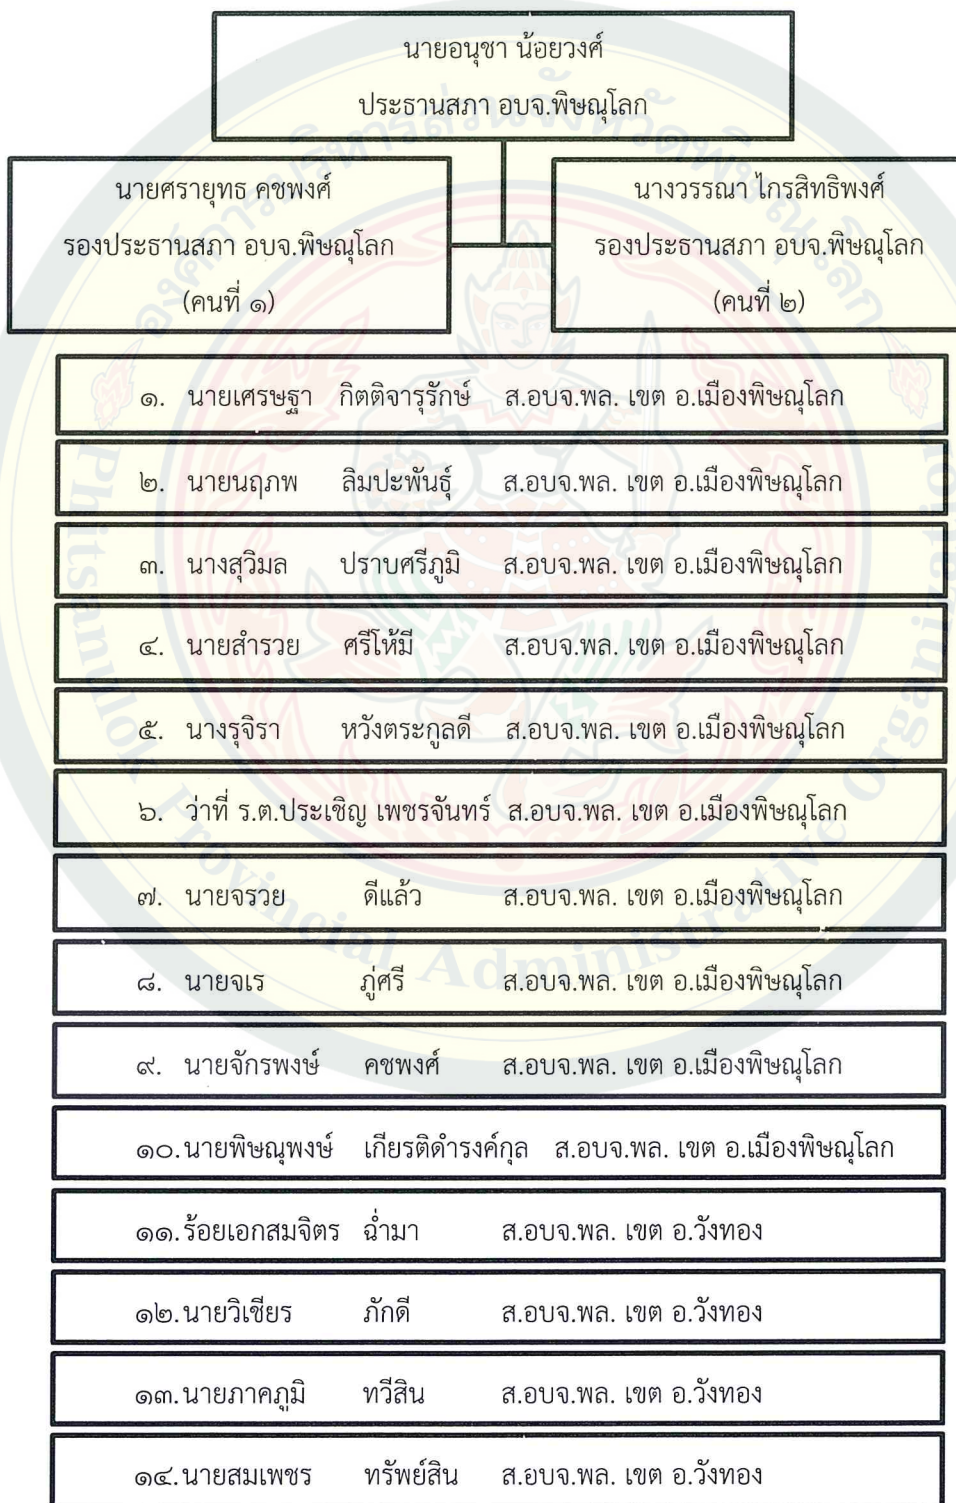 นายอนุชา น้อยวงศ์
ประธานสภา อบจ.พิษณุโลก
นายศรายุทธ คชพงศ์
รองประธานสภา อบจ.พิษณุโลก
(คนที่ ๑)
นางวรรณา ไกรสิทธิพงศ์
รองประธานสภา อบจ.พิษณุโลก
(คนที่ ๒)
๑. นายเศรษฐา กิตติจารุรักษ์ ส.อบจ.พล. เขต อ.เมืองพิษณุโลก
๒. นายนฤภพ ลิมปะพันธุ์ ส.อบจ.พล. เขต อ.เมืองพิษณุโลก
๓. นางสุวิมล ปราบศรีภูมิ ส.อบจ.พล. เขต อ.เมืองพิษณุโลก
๔. นายสำรวย ศรีโห้มี ส.อบจ.พล. เขต อ.เมืองพิษณุโลก
๕. นางรุจิรา หวังตระกูลดี ส.อบจ.พล. เขต อ.เมืองพิษณุโลก
๖. ว่าที่ ร.ต.ประเชิญ เพชรจันทร์ ส.อบจ.พล. เขต อ.เมืองพิษณุโลก
๗. นายจรวย ดีแล้ว ส.อบจ.พล. เขต อ.เมืองพิษณุโลก
๘. นายจเร ภู่ศรี ส.อบจ.พล. เขต อ.เมืองพิษณุโลก
๙. นายจักรพงษ์ คชพงศ์ ส.อบจ.พล. เขต อ.เมืองพิษณุโลก
๑๐.นายพิษณุพงษ์ เกียรติดำรงค์กุล ส.อบจ.พล. เขต อ.เมืองพิษณุโลก
๑๑.ร้อยเอกสมจิตร ฉ่ำมา ส.อบจ.พล. เขต อ.วังทอง
๑๒.นายวิเชียร ภักดี ส.อบจ.พล. เขต อ.วังทอง
๑๓.นายภาคภูมิ ทวีสิน ส.อบจ.พล. เขต อ.วังทอง
๑๔.นายสมเพชร ทรัพย์สิน ส.อบจ.พล. เขต อ.วังทอง
องค์การบริหารส่วนจังหวัดพิษณุโลก
Phitsanulok Provincial Administrative Organization